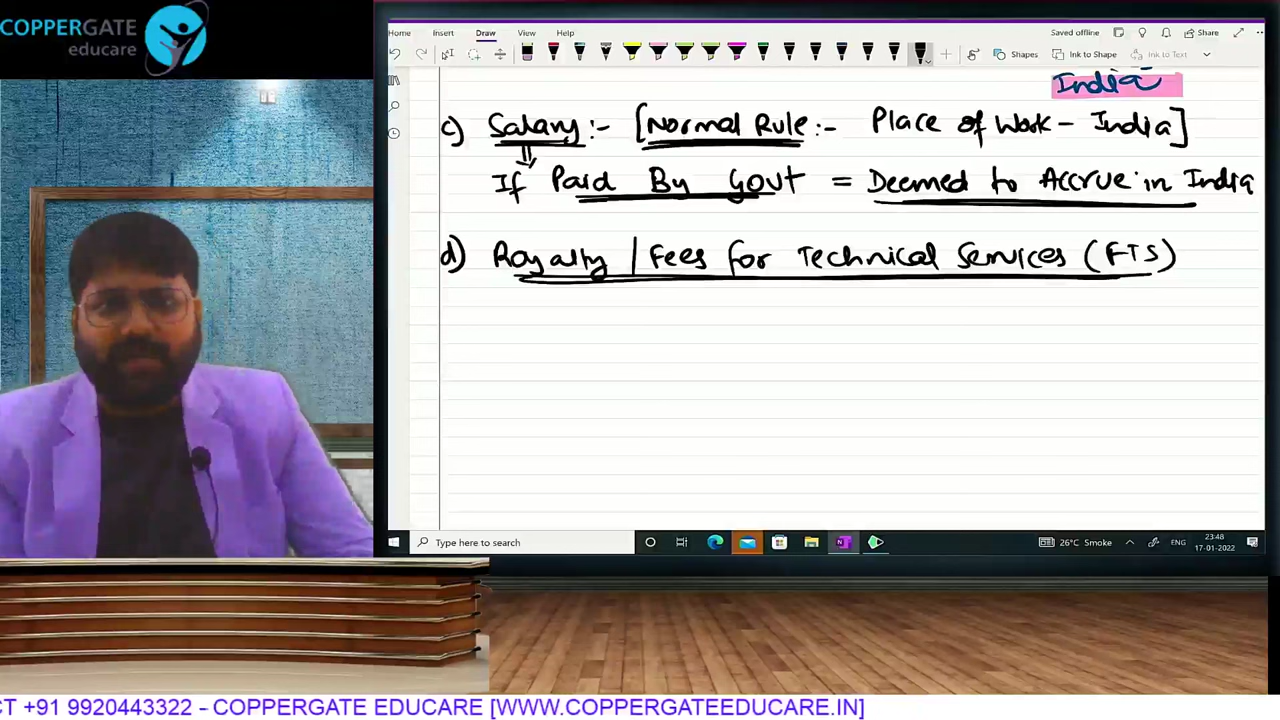 COPPERGATE
educare
Home Insert Draw View Help
Saved offline
Share
Shapes
Ink to Shape
Ink to Text
India
c) Salary :- [Normal Rule :- Place of Work - India]
If Paid By Govt = Deemed to Accrue in India
d) Royalty | Fees for Technical Services (FTS)
Type here to search
26°C Smoke
ENG
23:48
17-01-2022
CT +91 9920443322 - COPPERGATE EDUCARE [WWW.COPPERGATEEDUCARE.IN]